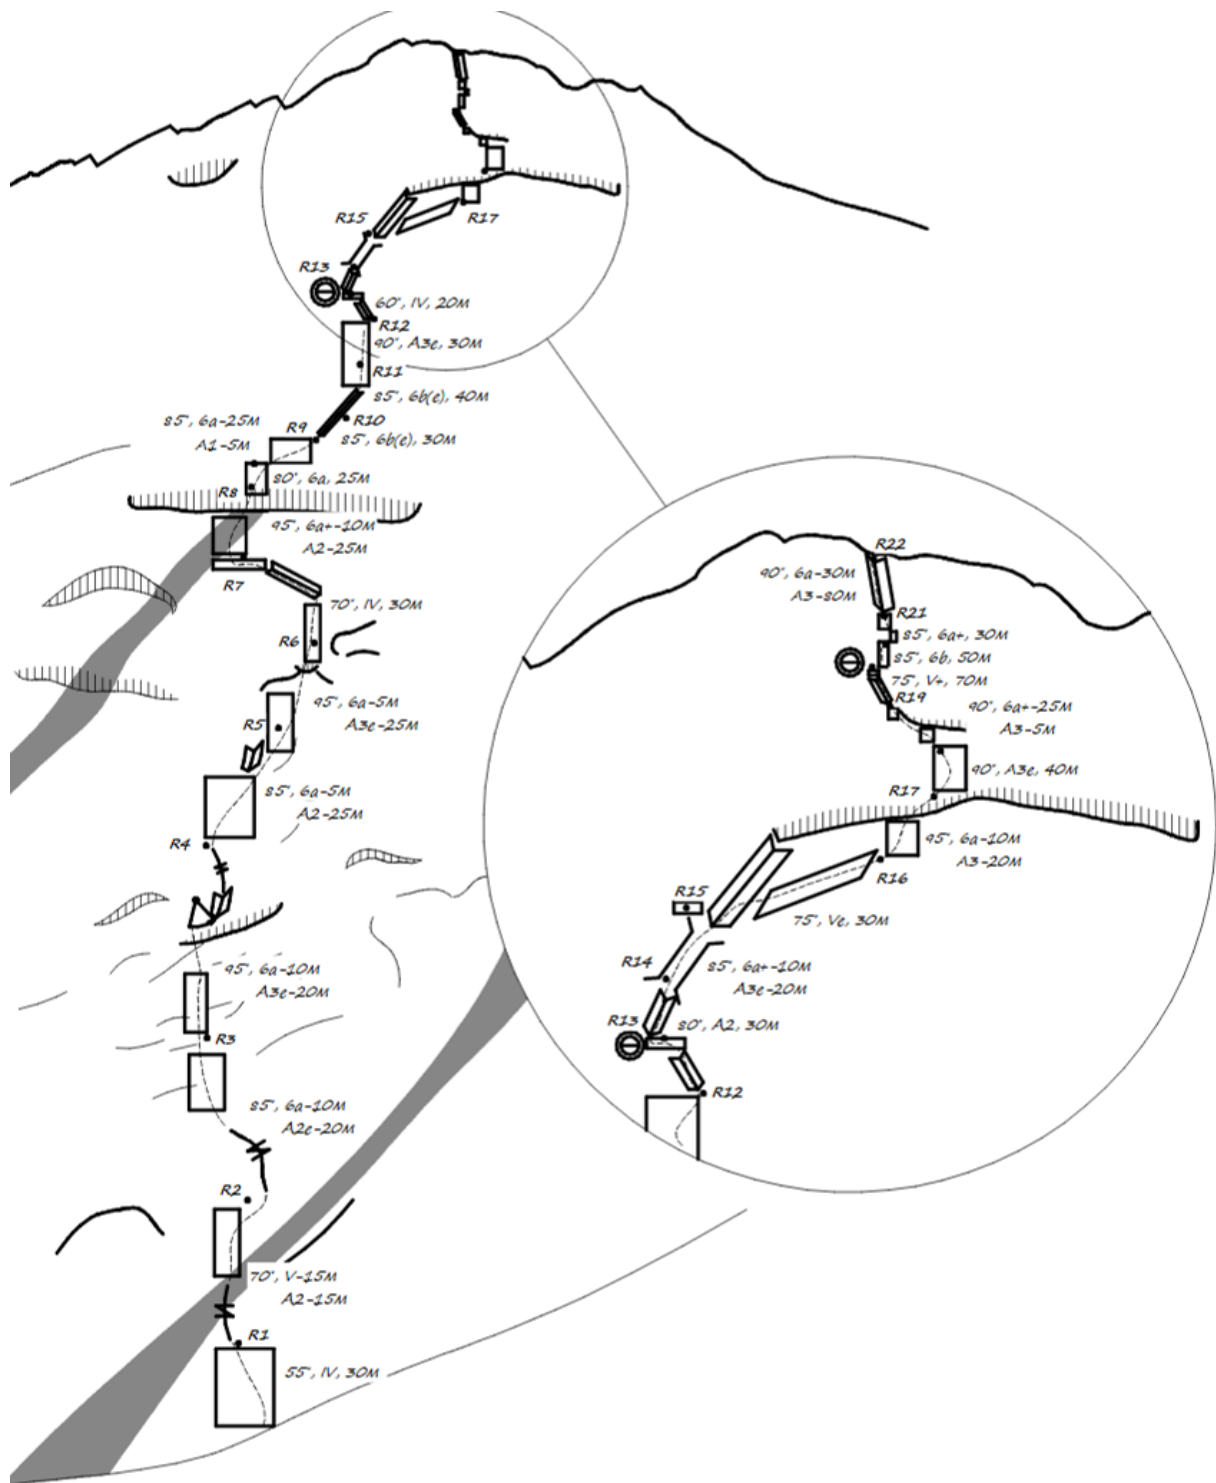 R15
R17
R13
60°, IV, 20M
R12
90°, A3e, 30M
R11
85°, 6b(e), 40M
85°, 6a-25M
R10
R9
A1-5M
85°, 6b(e), 30M
80°, 6a, 25M
R8
95°, 6a+-10M
A2-25M
R7
70°, IV, 30M
R6
95°, 6a-5M
A3e-25M
R5
85°, 6a-5M
A2-25M
R4
95°, 6a-10M
A3e-20M
R3
85°, 6a-10M
A2e-20M
R2
70°, V-15M
A2-15M
R1
55°, IV, 30M
R22
90°, 6a-30M
A3-80M
R21
85°, 6a+, 30M
85°, 6b, 50M
75°, V+, 70M
R19
90°, 6a+-25M
A3-5M
90°, A3e, 40M
R17
95°, 6a-10M
A3-20M
R16
R15
75°, Ve, 30M
R14
85°, 6a+-10M
A3e-20M
R13
80°, A2, 30M
R12